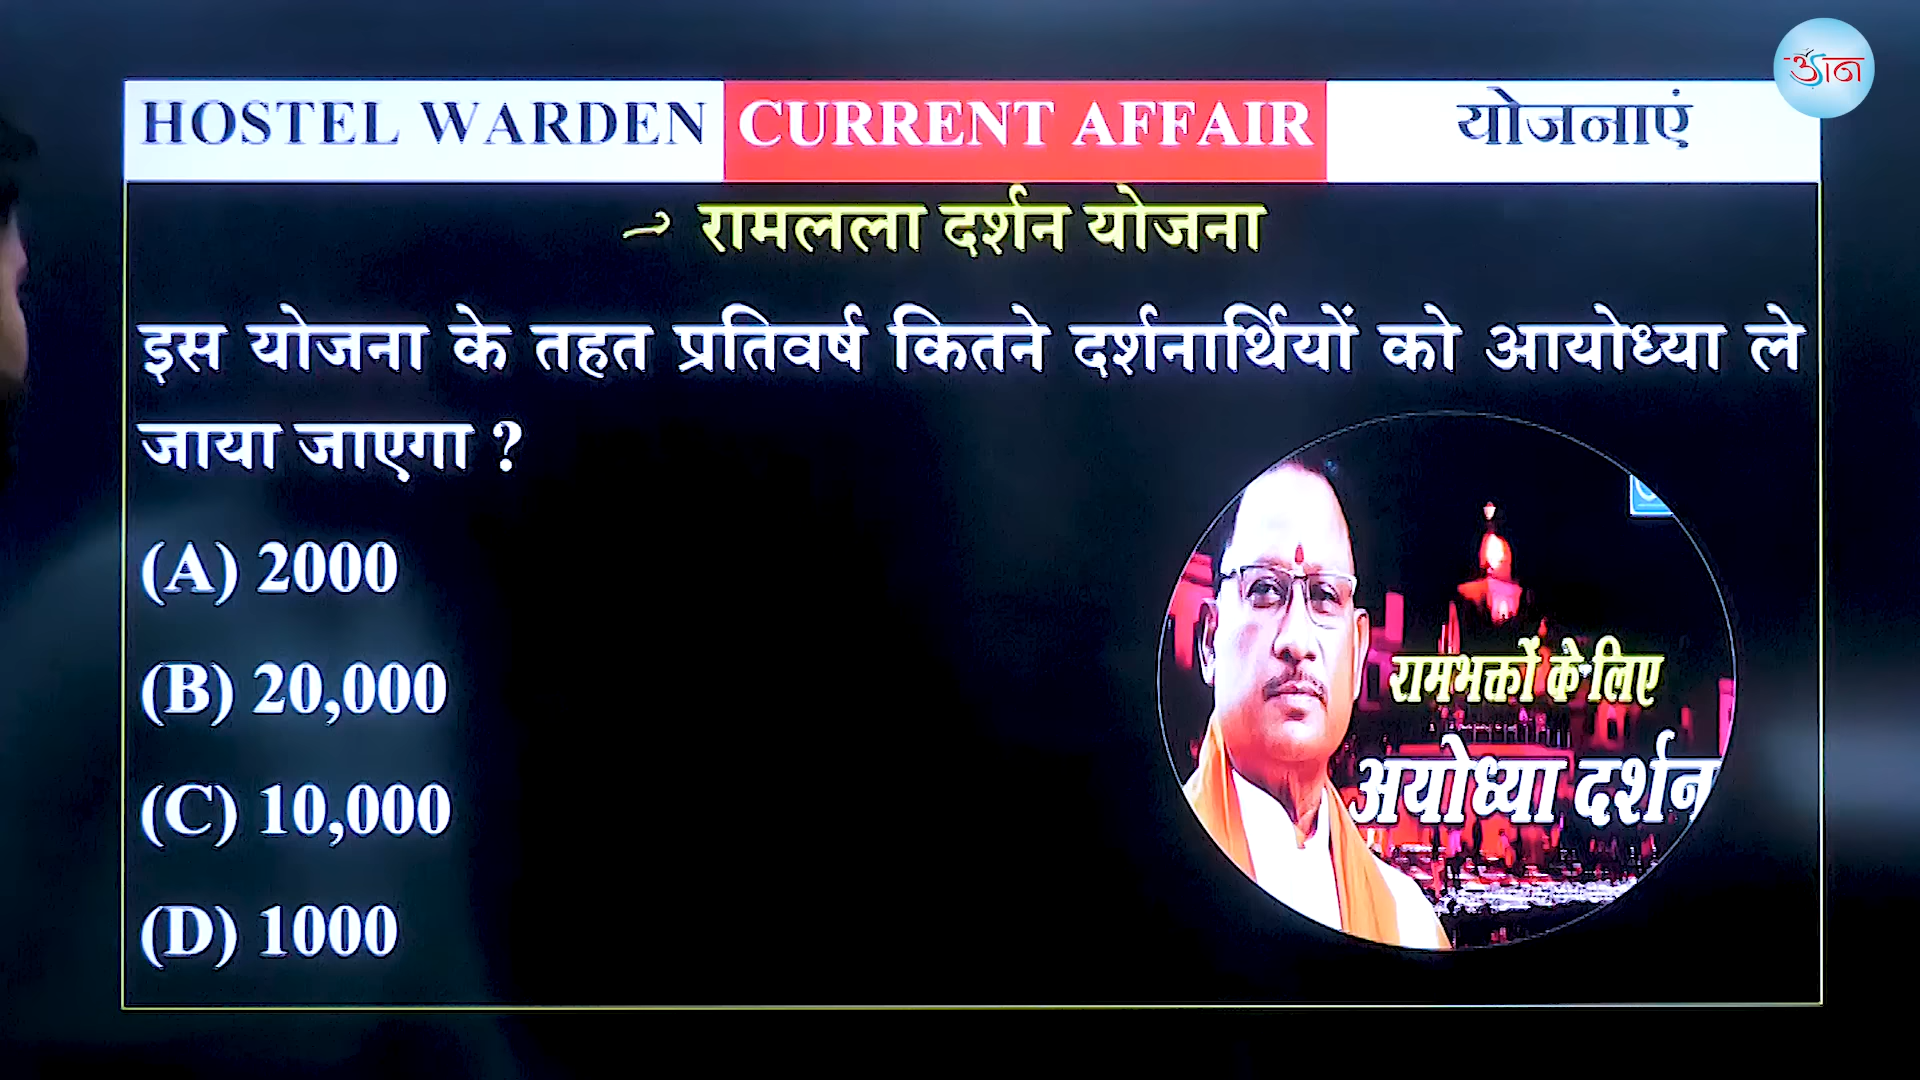 ज्ञान
HOSTEL WARDEN CURRENT AFFAIR योजनाएं
रामलला दर्शन योजना
इस योजना के तहत प्रतिवर्ष कितने दर्शनार्थियों को आयोध्या ले
जाया जाएगा ?
(A) 2000
(B) 20,000
(C) 10,000
(D) 1000
रामभक्तों के लिए
अयोध्या दर्शन